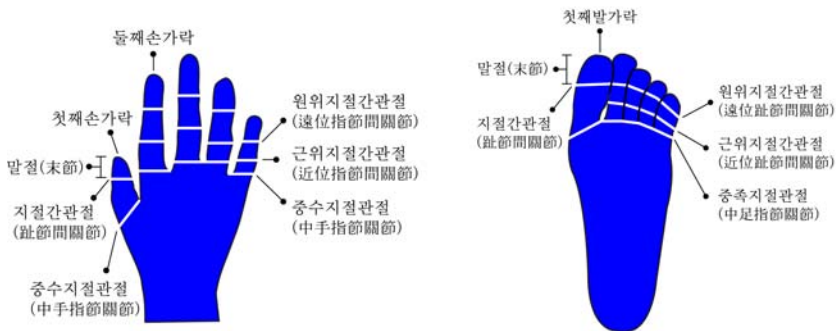 둘째손가락
첫째손가락
말절(末節)
지절간관절
(趾節間關節)
중수지절관절
(中手指節關節)
원위지절간관절
(遠位指節間關節)
근위지절간관절
(近位指節間關節)
중수지절관절
(中手指節關節)
첫째발가락
말절(末節)
지절간관절
(趾節間關節)
원위지절간관절
(遠位趾節間關節)
근위지절간관절
(近位趾節間關節)
중족지절관절
(中足指節關節)